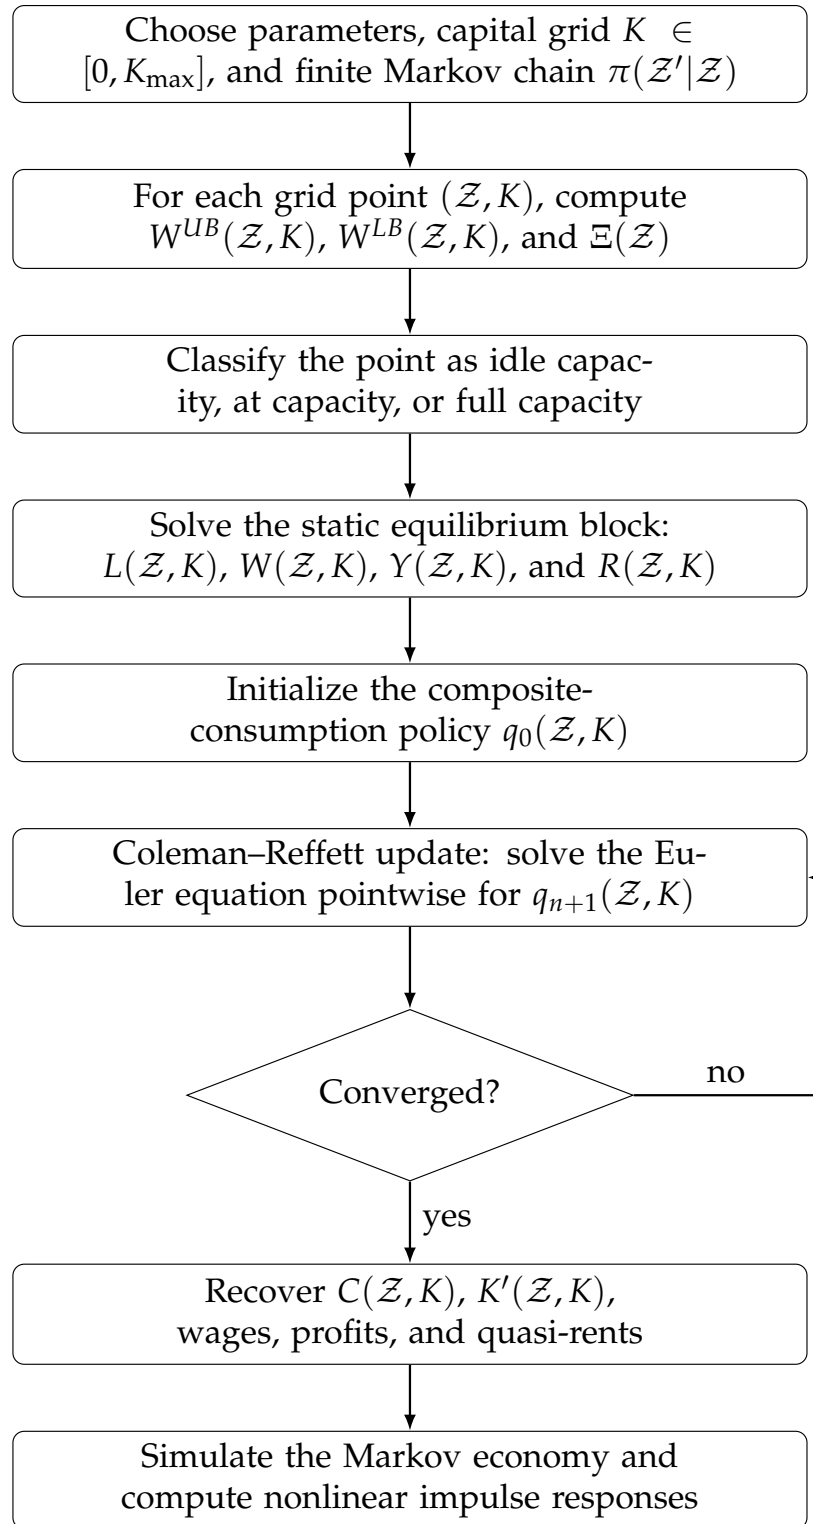 Choose parameters, capital grid K ∈
[0, K_max], and finite Markov chain π(𝒵′|𝒵)
For each grid point (𝒵, K), compute
W^{UB}(𝒵, K), W^{LB}(𝒵, K), and Ξ(𝒵)
Classify the point as idle capac-
ity, at capacity, or full capacity
Solve the static equilibrium block:
L(𝒵, K), W(𝒵, K), Y(𝒵, K), and R(𝒵, K)
Initialize the composite-
consumption policy q_0(𝒵, K)
Coleman–Reffett update: solve the Eu-
ler equation pointwise for q_{n+1}(𝒵, K)
Converged?
no
yes
Recover C(𝒵, K), K′(𝒵, K),
wages, profits, and quasi-rents
Simulate the Markov economy and
compute nonlinear impulse responses